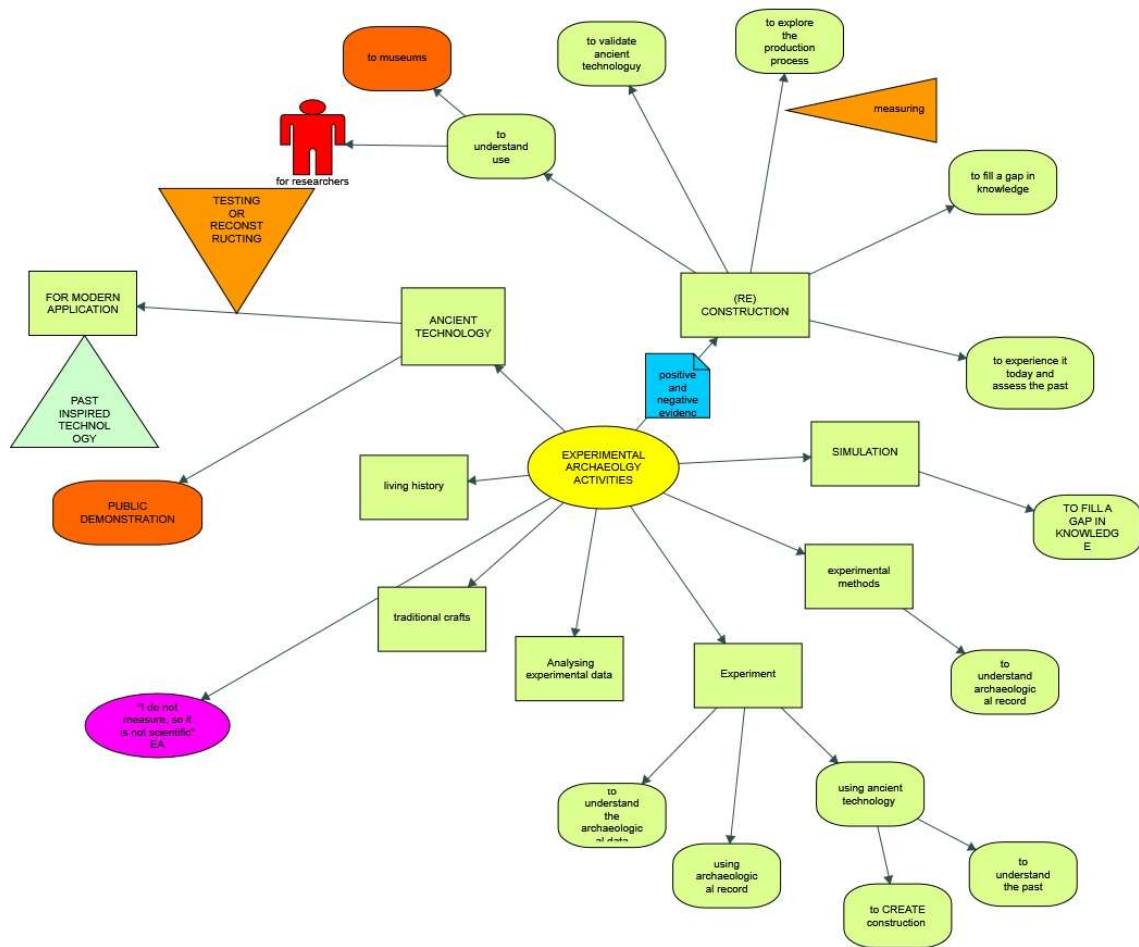 to explore
the
production
process
to validate
ancient
technologuy
to museums
measuring
to
understand
use
to fill a gap in
knowledge
for researchers
TESTING
OR
RECONST
RUCTING
FOR MODERN
APPLICATION
ANCIENT
TECHNOLOGY
(RE)
CONSTRUCTION
to experience it
today and
assess the past
positive
and
negative
evidenc
PAST
INSPIRED
TECHNOL
OGY
EXPERIMENTAL
ARCHAEOLGY
ACTIVITIES
SIMULATION
living history
PUBLIC
DEMONSTRATION
TO FILL A
GAP IN
KNOWLEDG
E
experimental
methods
traditional crafts
Analysing
experimental data
Experiment
to
understand
archaeologic
al record
"I do not
measure, so it
is not scientific"
EA
to
understand
the
archaeologic
al data
using ancient
technology
using
archaeologic
al record
to
understand
the past
to CREATE
construction